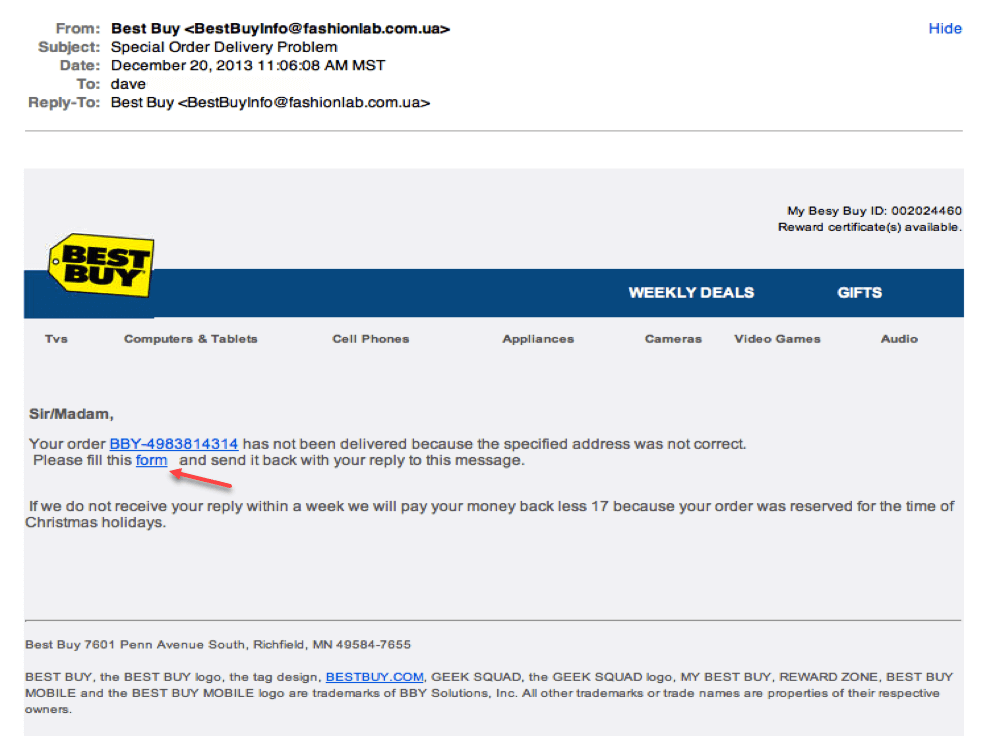 From: Best Buy <BestBuyInfo@fashionlab.com.ua>
Hide
Subject: Special Order Delivery Problem
Date: December 20, 2013 11:06:08 AM MST
To: dave
Reply-To: Best Buy <BestBuyInfo@fashionlab.com.ua>
My Besy Buy ID: 002024460
Reward certificate(s) available.
BEST
BUY
WEEKLY DEALS GIFTS
Tvs Computers & Tablets Cell Phones Appliances Cameras Video Games Audio
Sir/Madam,
Your order BBY-4983814314 has not been delivered because the specified address was not correct.
Please fill this form and send it back with your reply to this message.
If we do not receive your reply within a week we will pay your money back less 17 because your order was reserved for the time of
Christmas holidays.
Best Buy 7601 Penn Avenue South, Richfield, MN 49584-7655
BEST BUY, the BEST BUY logo, the tag design, BESTBUY.COM, GEEK SQUAD, the GEEK SQUAD logo, MY BEST BUY, REWARD ZONE, BEST BUY
MOBILE and the BEST BUY MOBILE logo are trademarks of BBY Solutions, Inc. All other trademarks or trade names are properties of their respective
owners.